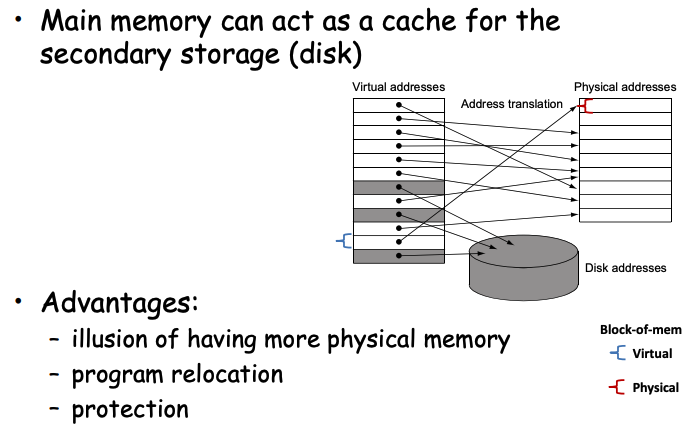 • Main memory can act as a cache for the
secondary storage (disk)
Virtual addresses
Physical addresses
Address translation
Disk addresses
• Advantages:
– illusion of having more physical memory
– program relocation
– protection
Block-of-mem
Virtual
Physical